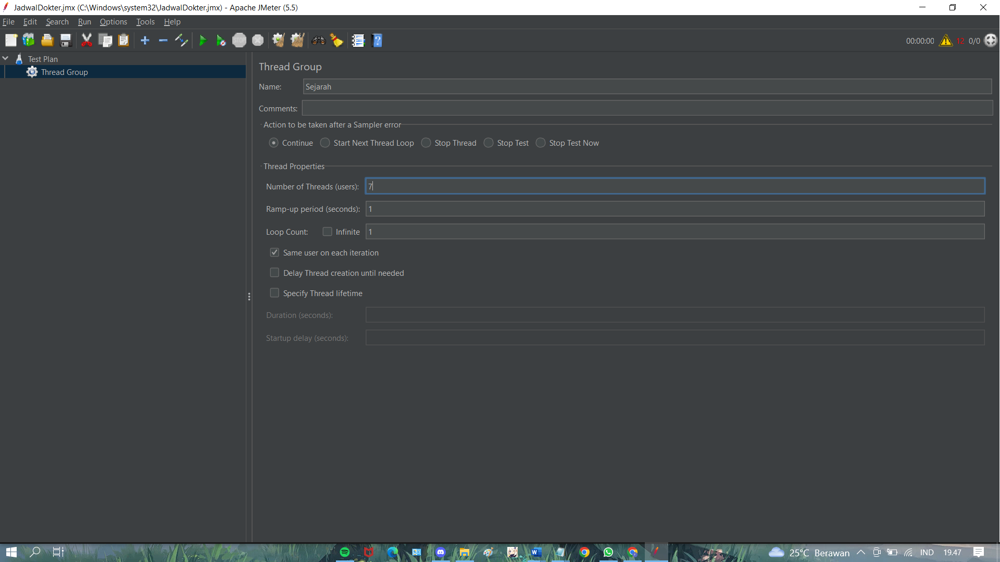 JadwalDokter.jmx (C:\Windows\system32\JadwalDokter.jmx) - Apache JMeter (5.5)
File Edit Search Run Options Tools Help
STOP
00:00:00 12 0/0
Test Plan
Thread Group
Thread Group
Name: Sejarah
Comments:
Action to be taken after a Sampler error
Continue Start Next Thread Loop Stop Thread Stop Test Stop Test Now
Thread Properties
Number of Threads (users): 7
Ramp-up period (seconds): 1
Loop Count: Infinite 1
Same user on each iteration
Delay Thread creation until needed
Specify Thread lifetime
Duration (seconds):
Startup delay (seconds):
25°C Berawan IND 19.47